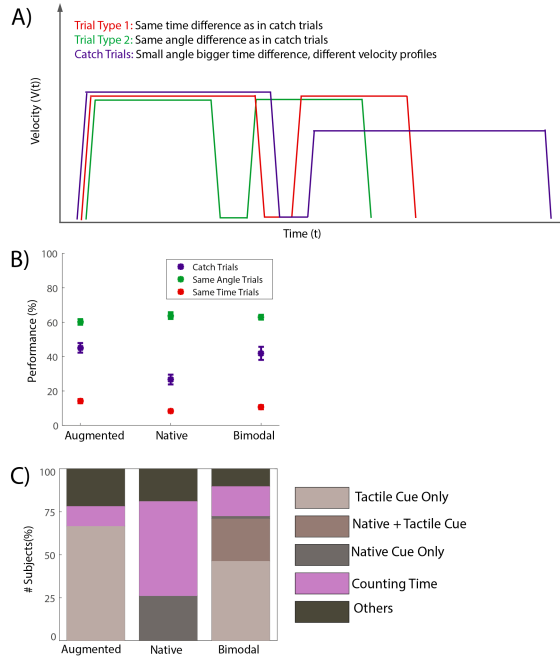 A)
Trial Type 1: Same time difference as in catch trials
Trial Type 2: Same angle difference as in catch trials
Catch Trials: Small angle bigger time difference, different velocity profiles
Velocity (V(t))
Time (t)
B)
100
80
60
40
20
0
Performance (%)
Catch Trials
Same Angle Trials
Same Time Trials
Augmented
Native
Bimodal
C)
100
75
50
25
0
# Subjects(%)
Augmented
Native
Bimodal
Tactile Cue Only
Native + Tactile Cue
Native Cue Only
Counting Time
Others